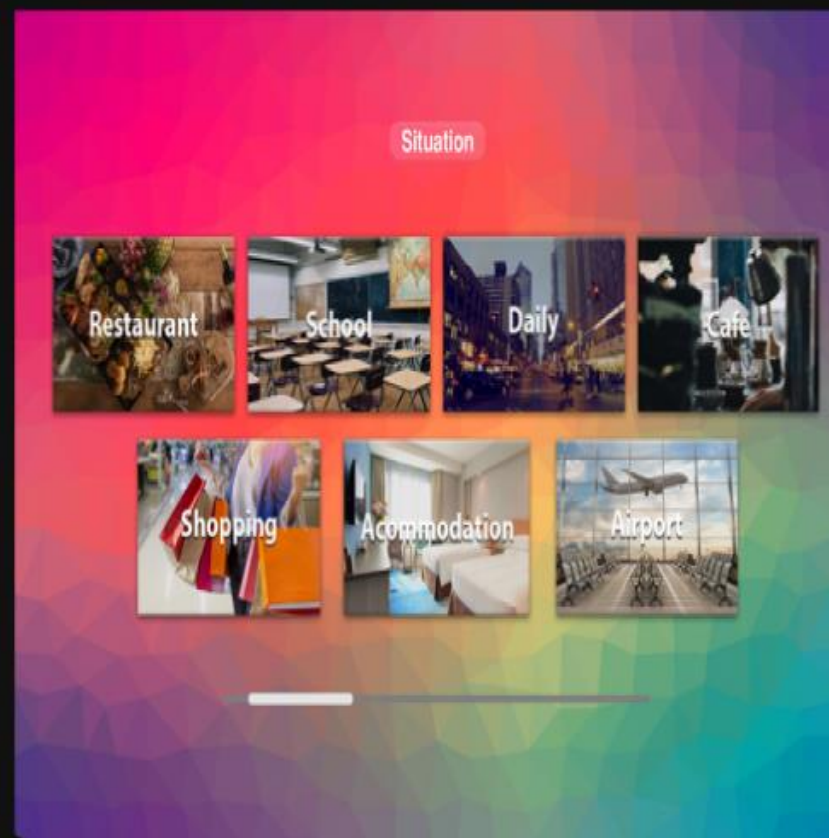 Situation
Restaurant
School
Daily
Cafe
Shopping
Acommodation
Airport